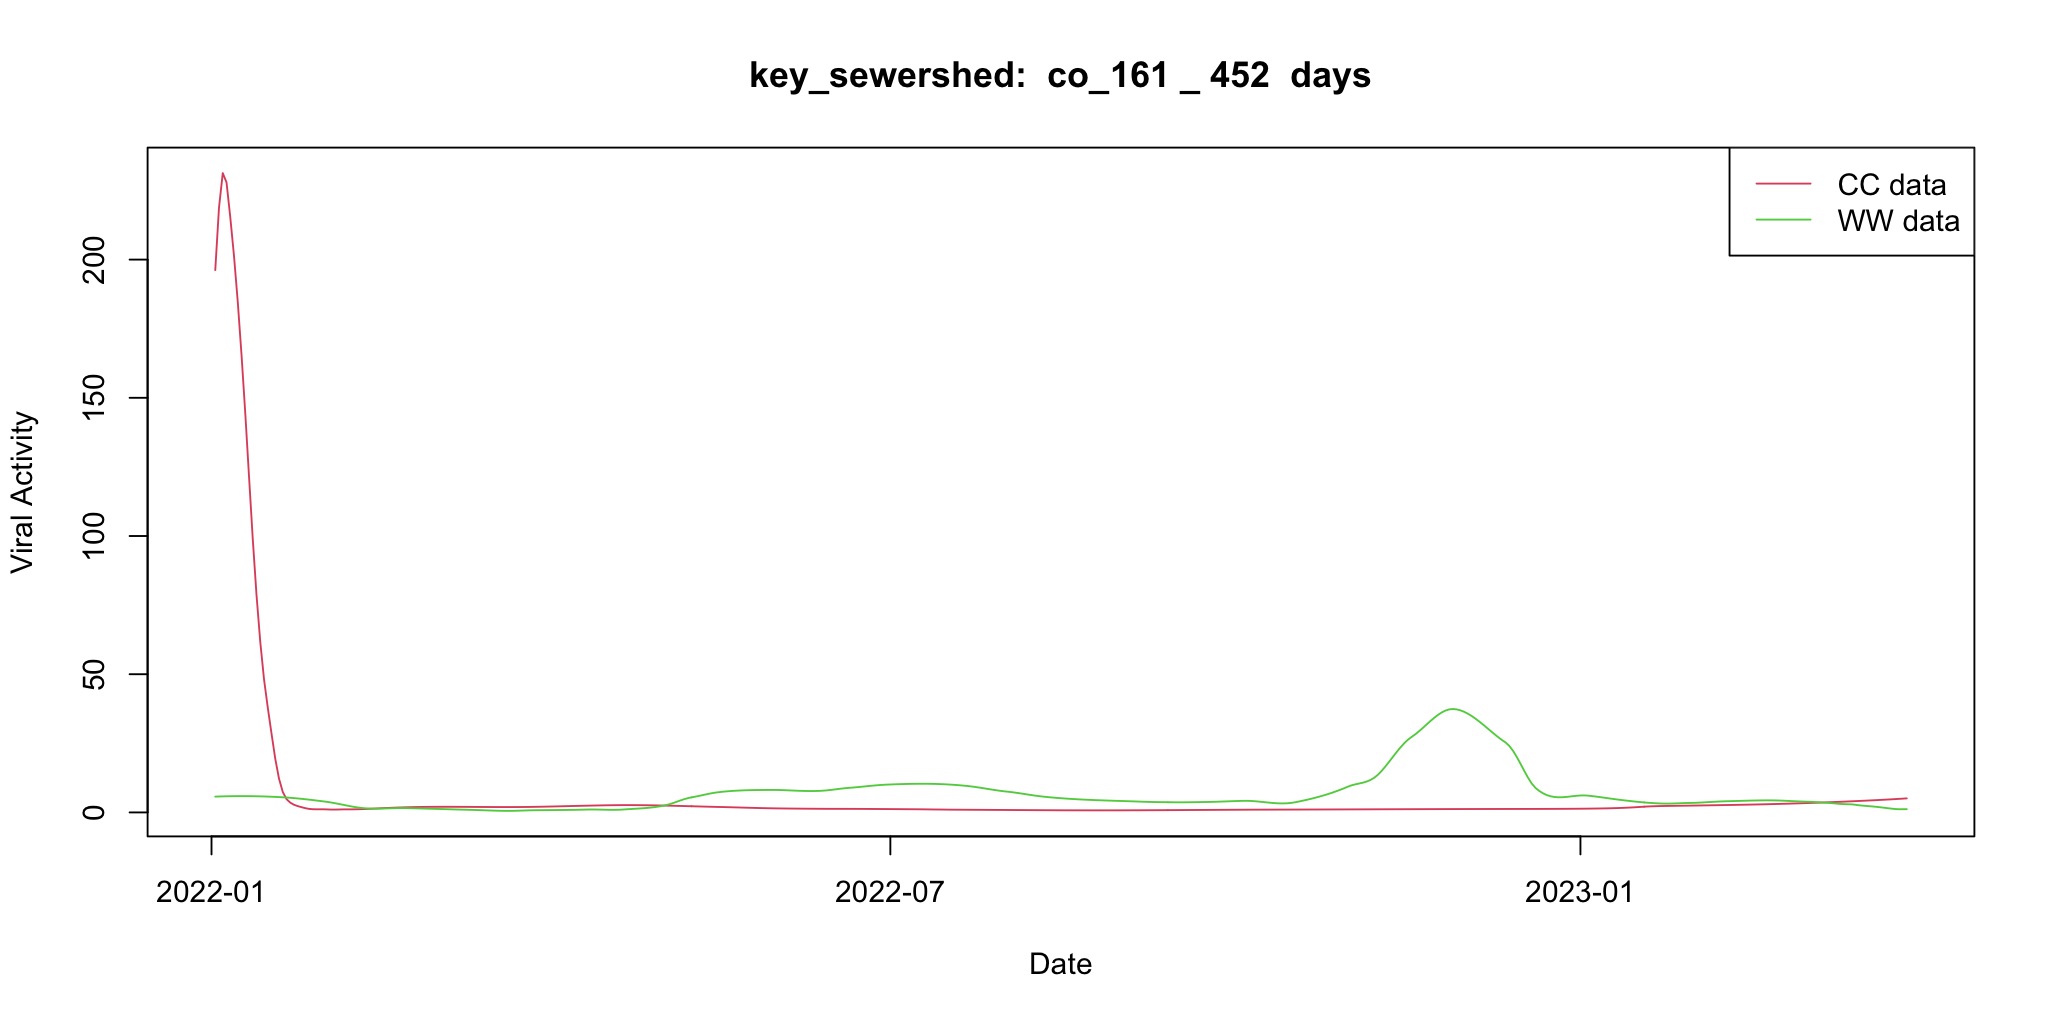 key_sewershed:  co_161 _ 452  days
CC data
WW data
Viral Activity
200
150
100
50
0
2022-01
2022-07
2023-01
Date